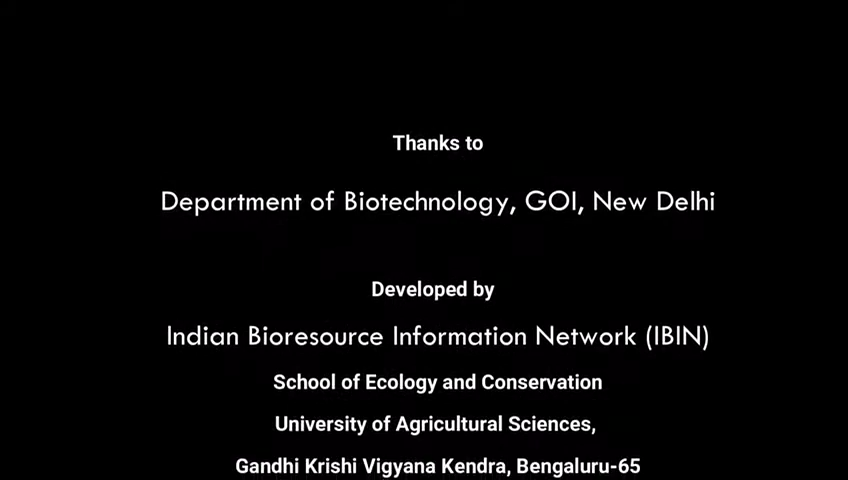 Thanks to
Department of Biotechnology, GOI, New Delhi
Developed by
Indian Bioresource Information Network (IBIN)
School of Ecology and Conservation
University of Agricultural Sciences,
Gandhi Krishi Vigyana Kendra, Bengaluru-65